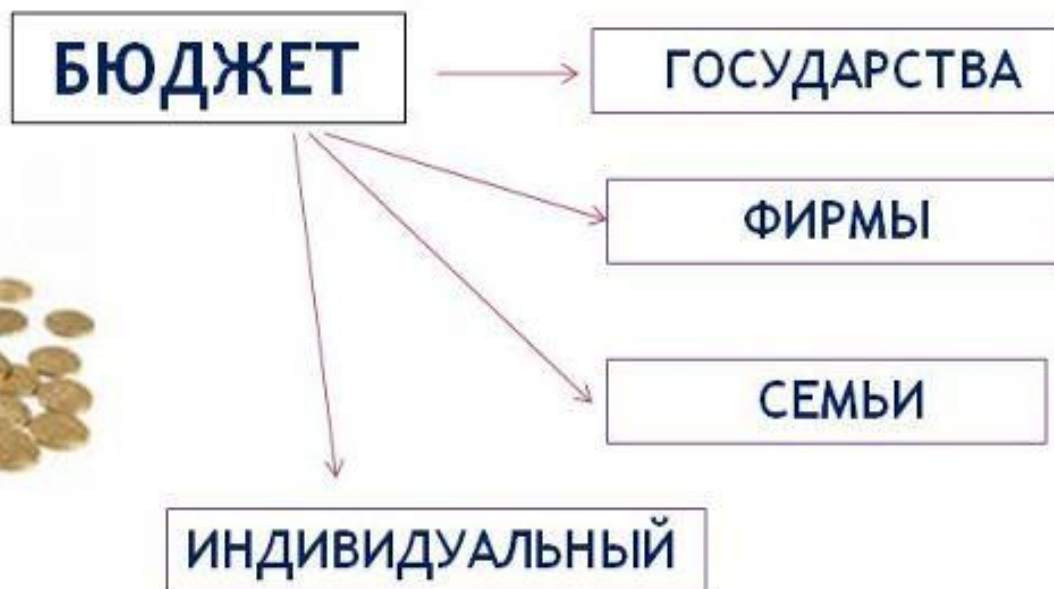 БЮДЖЕТ
ГОСУДАРСТВА
ФИРМЫ
СЕМЬИ
ИНДИВИДУАЛЬНЫЙ